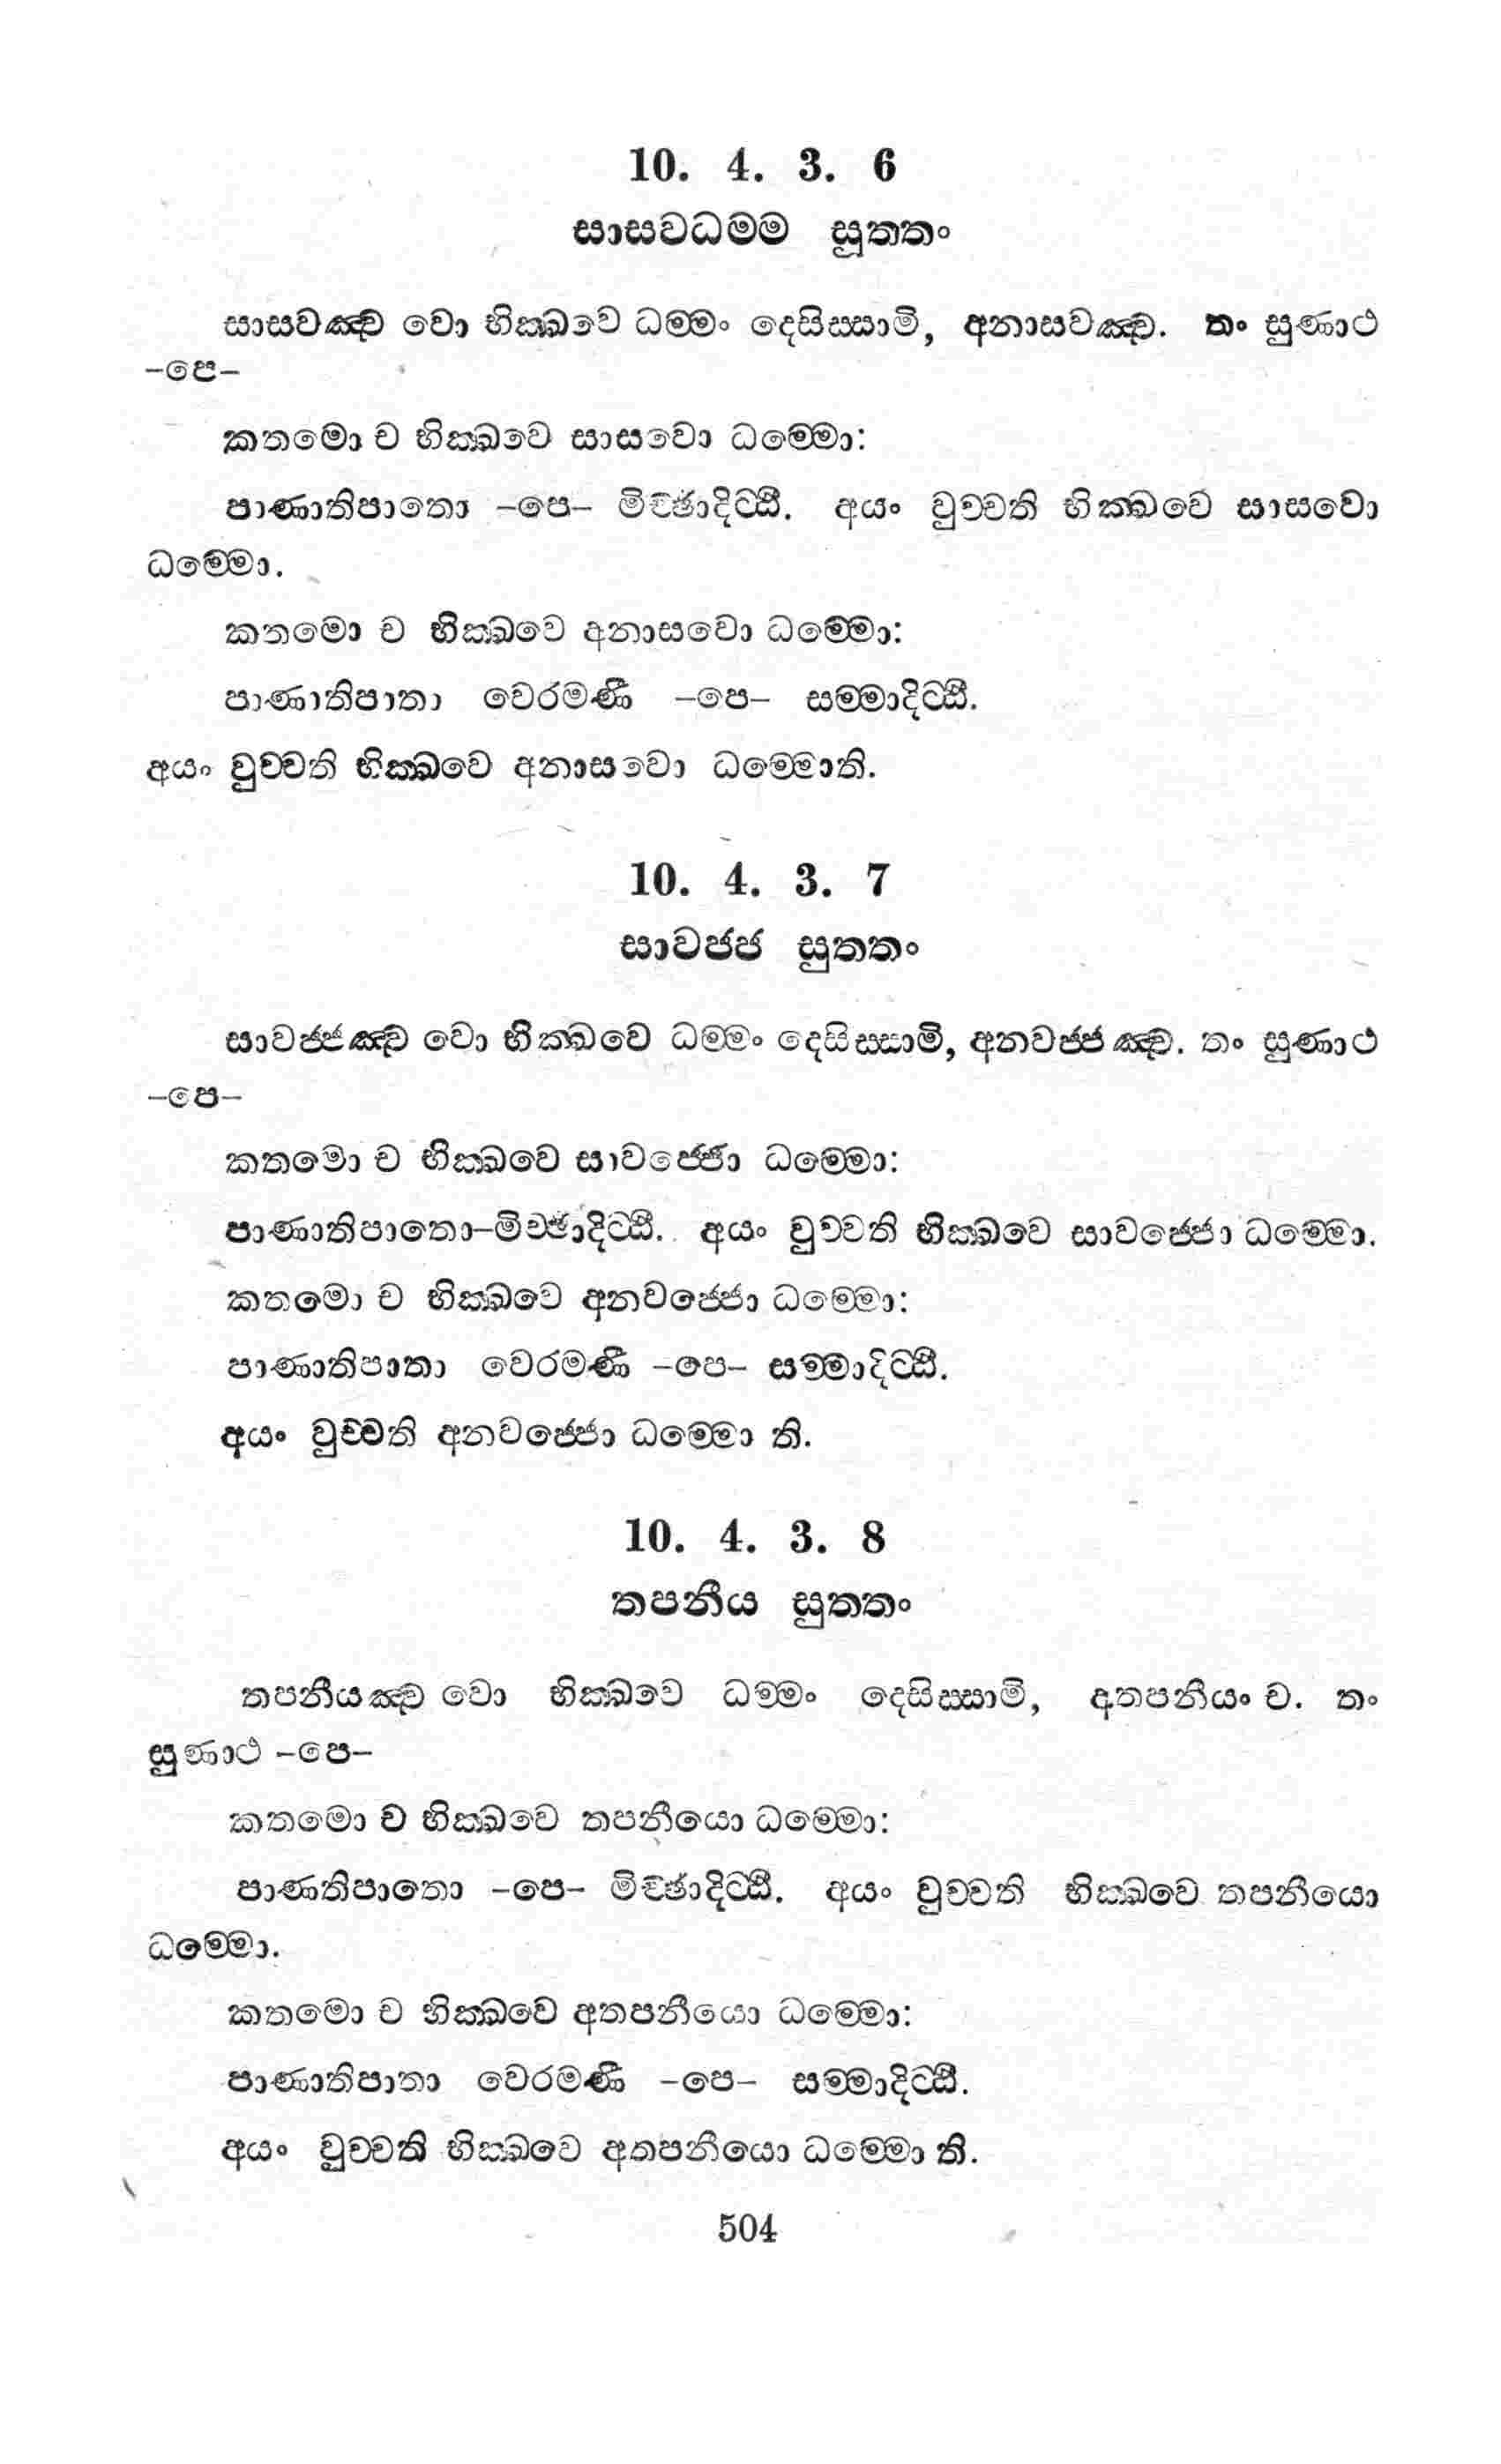 10. 4. 3. 6
සාසවධම්ම සූත්තං
සාසවඤ්ච වො භික්ඛවෙ ධම්මං දෙසිස්සාමි, අනාසවඤ්ච. තං සුණාථ
–පෙ–
කතමො ච භික්ඛවෙ සාසවො ධම්මො:
පාණාතිපාතො –පෙ– මිච්ඡාදිට්ඨි. අයං වුච්චති භික්ඛවෙ සාසවො
ධම්මො.
කතමො ච භික්ඛවෙ අනාසවො ධම්මො:
පාණාතිපාතා වෙරමණී –පෙ– සම්මාදිට්ඨි.
අයං වුච්චති භික්ඛවෙ අනාසවො ධම්මොති.
10. 4. 3. 7
සාවජ්ජ සුත්තං
සාවජ්ජඤ්ච වො භික්ඛවෙ ධම්මං දෙසිස්සාමි, අනවජ්ජඤ්ච. තං සුණාථ
–පෙ–
කතමො ච භික්ඛවෙ සාවජ්ජො ධම්මො:
පාණාතිපාතො–මිච්ඡාදිට්ඨි. අයං වුච්චති භික්ඛවෙ සාවජ්ජො ධම්මො.
කතමො ච භික්ඛවෙ අනවජ්ජො ධම්මො:
පාණාතිපාතා වෙරමණී –පෙ– සම්මාදිට්ඨි.
අයං වුච්චති අනවජ්ජො ධම්මො ති.
10. 4. 3. 8
තපනීය සුත්තං
තපනීයඤ්ච වො භික්ඛවෙ ධම්මං දෙසිස්සාමි, අතපනීයං ච. තං
සුණාථ –පෙ–
කතමො ච භික්ඛවෙ තපනීයො ධම්මො:
පාණතිපාතො –පෙ– මිච්ඡාදිට්ඨි. අයං වුච්චති භික්ඛවෙ තපනීයො
ධම්මො.
කතමො ච භික්ඛවෙ අතපනීයො ධම්මො:
පාණාතිපාතා වෙරමණී –පෙ– සම්මාදිට්ඨි.
අයං වුච්චති භික්ඛවෙ අතපනීයො ධම්මො ති.
504